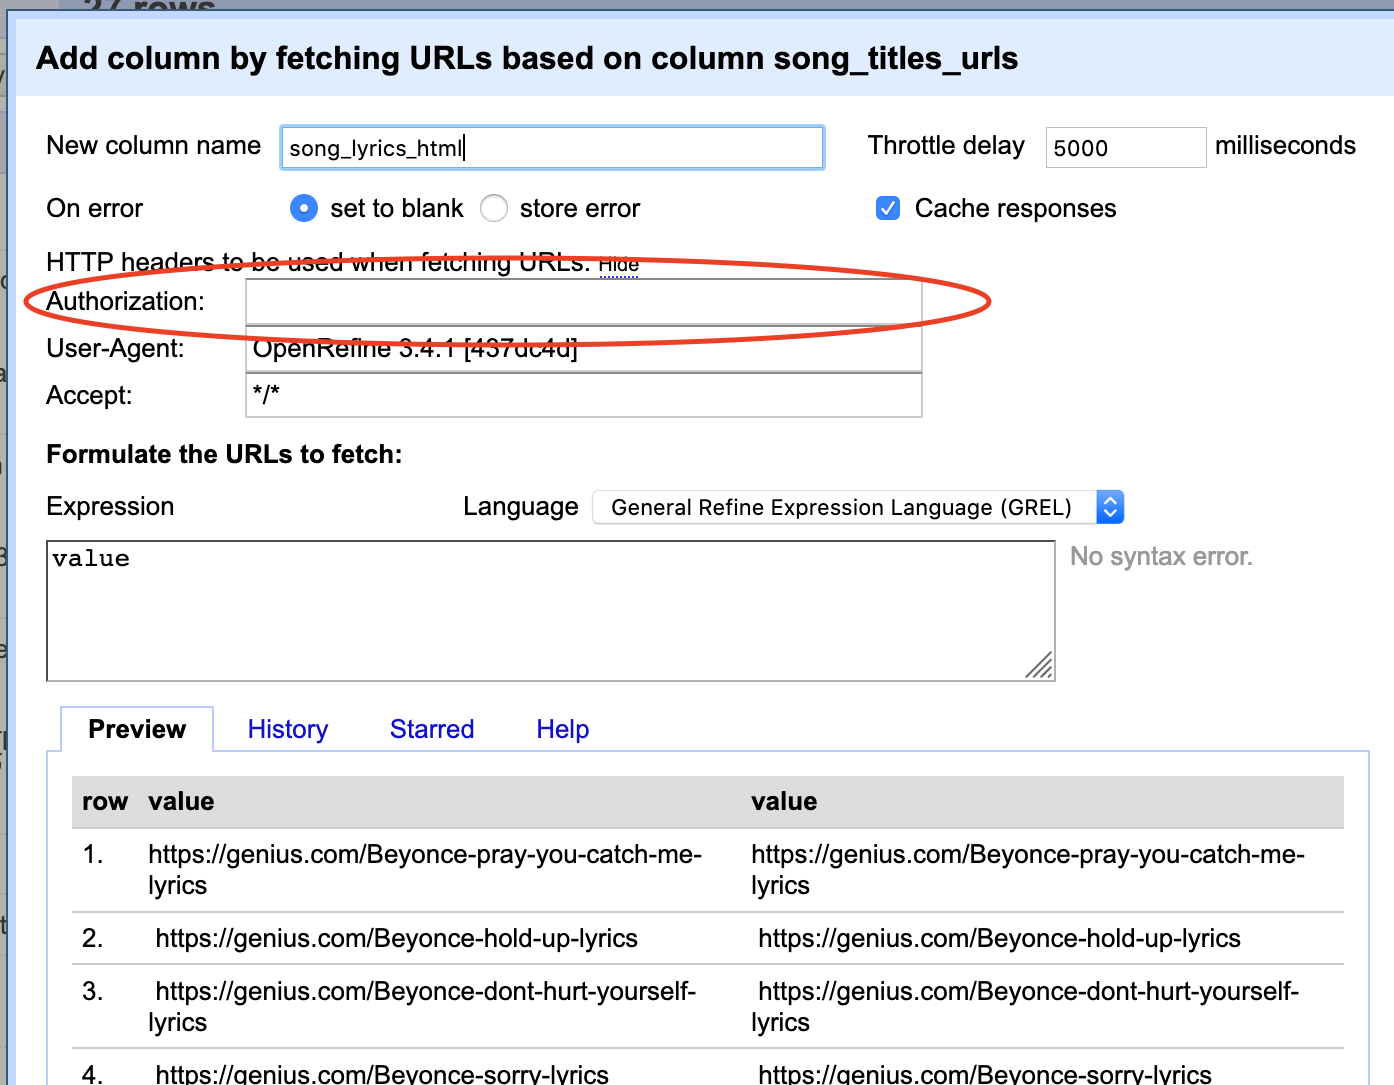 27 rows
Add column by fetching URLs based on column song_titles_urls
New column name song_lyrics_html Throttle delay 5000 milliseconds
On error set to blank store error Cache responses
HTTP headers to be used when fetching URLs. Hide
Authorization:
User-Agent: OpenRefine 3.4.1 [437dc4d]
Accept: */*
Formulate the URLs to fetch:
Expression Language General Refine Expression Language (GREL)
value No syntax error.
Preview History Starred Help
row value value
1. https://genius.com/Beyonce-pray-you-catch-me- https://genius.com/Beyonce-pray-you-catch-me-
lyrics lyrics
2. https://genius.com/Beyonce-hold-up-lyrics https://genius.com/Beyonce-hold-up-lyrics
3. https://genius.com/Beyonce-dont-hurt-yourself- https://genius.com/Beyonce-dont-hurt-yourself-
lyrics lyrics
4. https://genius.com/Beyonce-sorry-lyrics https://genius.com/Beyonce-sorry-lyrics